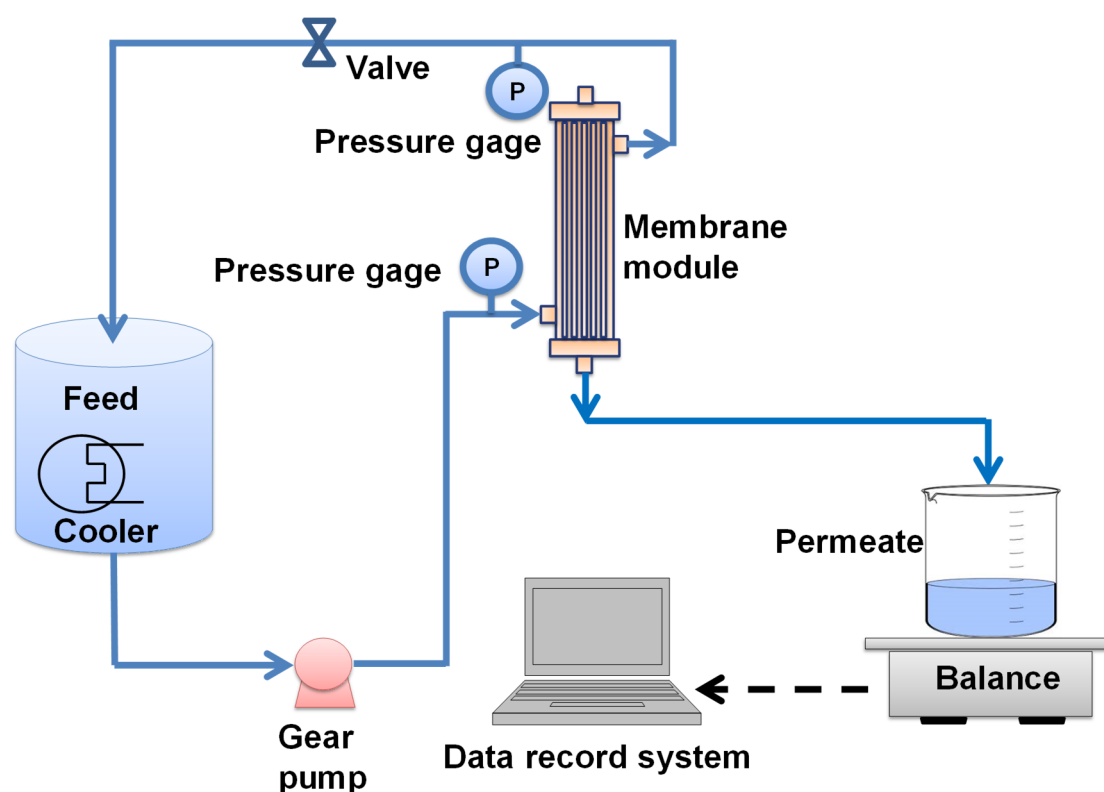 Valve
P
Pressure gage
Membrane
module
P
Pressure gage
Feed
Cooler
Permeate
Balance
Gear
pump
Data record system